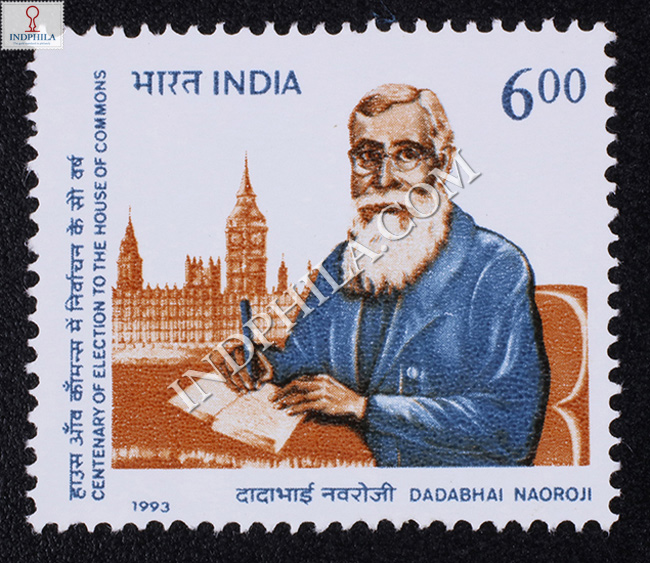 INDPHILA
भारत INDIA
6.00
हाउस ऑव कॉमन्स में निर्वाचन के सौ वर्ष
CENTENARY OF ELECTION TO THE HOUSE OF COMMONS
INDPHILA.COM
1993
दादाभाई नवरोजी DADABHAI NAOROJI